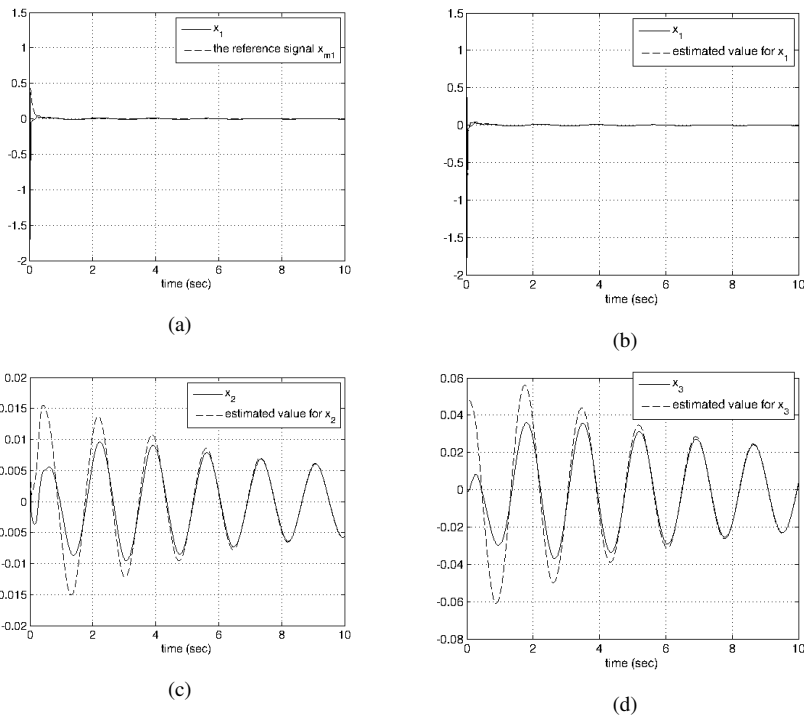 1.5
x1
the reference signal xm1
1
0.5
0
-0.5
-1
-1.5
-2
0 2 4 6 8 10
time (sec)
(a)
1.5
x1
estimated value for x1
1
0.5
0
-0.5
-1
-1.5
-2
0 2 4 6 8 10
time (sec)
(b)
0.02
x2
estimated value for x2
0.015
0.01
0.005
0
0.005
-0.01
0.015
-0.02
0 2 4 6 8 10
time (sec)
(c)
0.06
x3
estimated value for x3
0.04
0.02
0
-0.02
-0.04
-0.06
-0.08
0 2 4 6 8 10
time (sec)
(d)